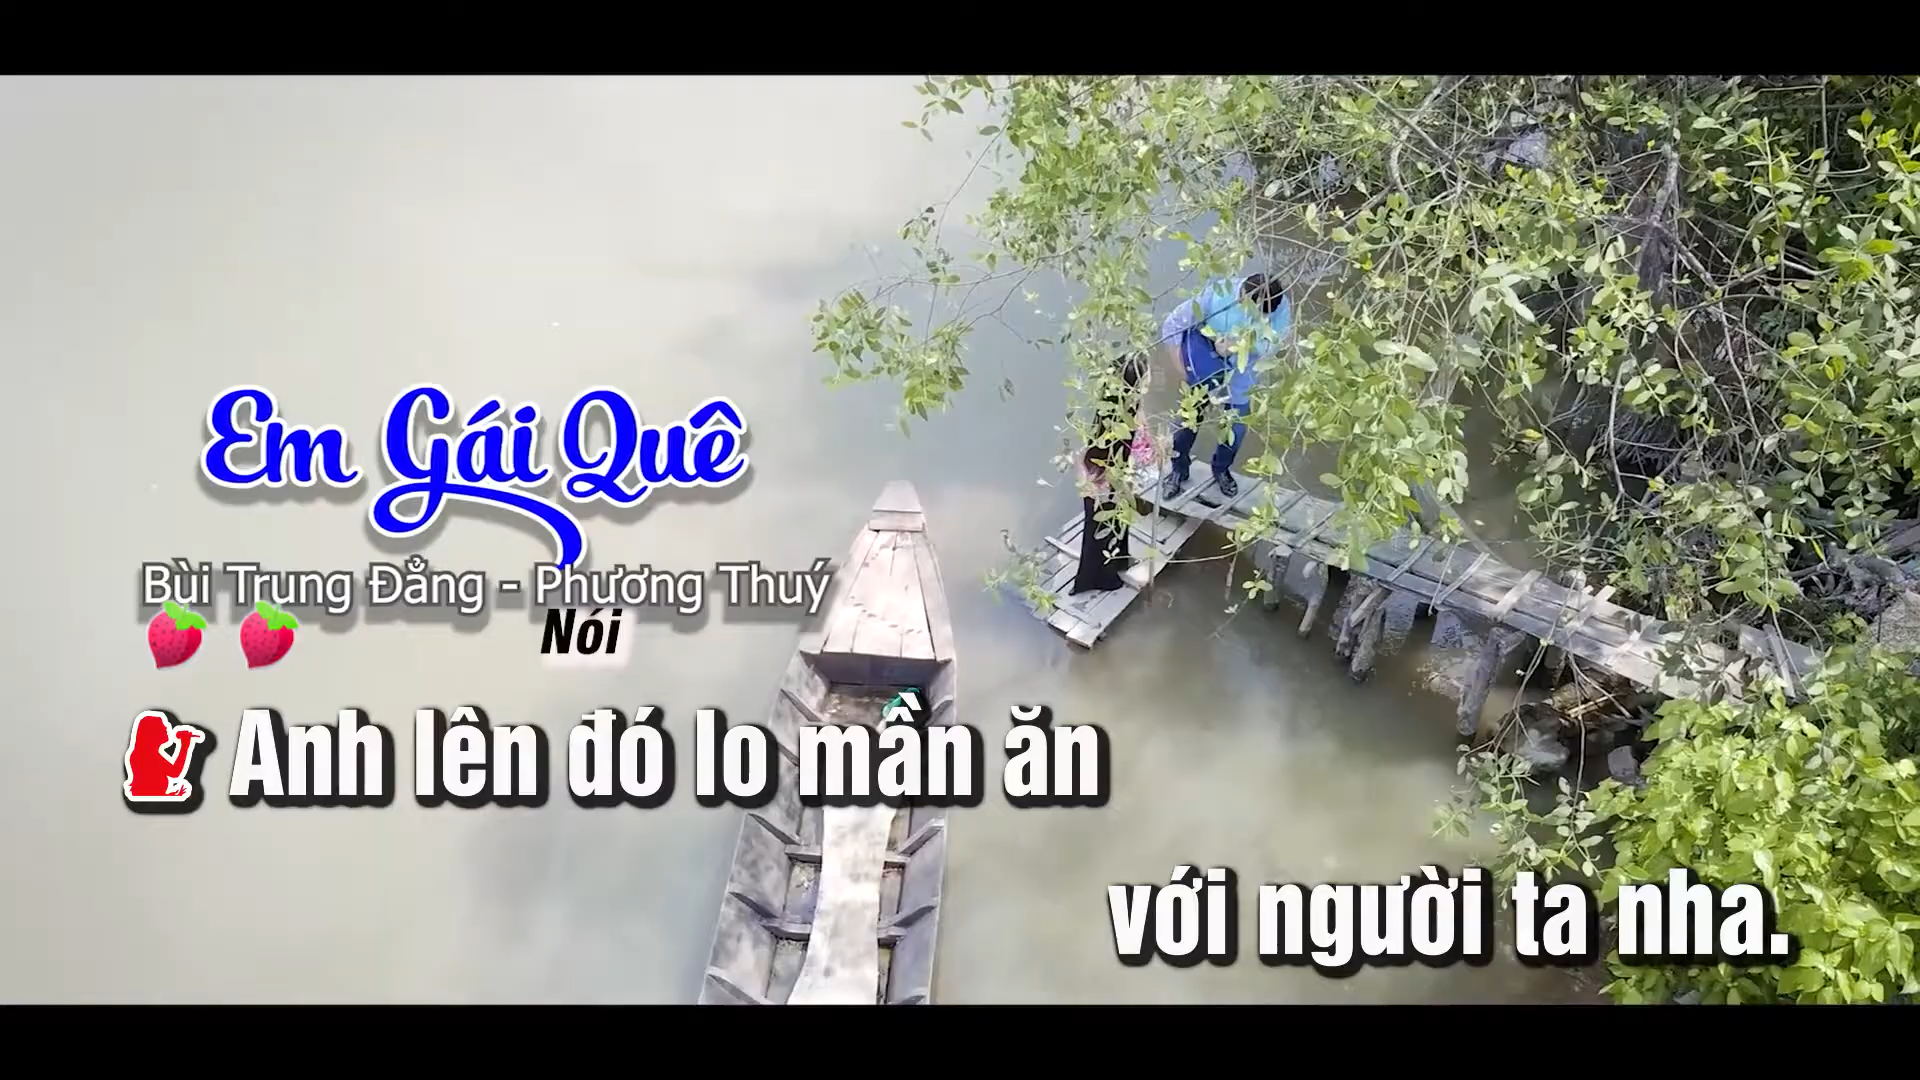 Em Gái Quê
Bùi Trung Đẳng - Phương Thuý
Nói
Anh lên đó lo mần ăn
với người ta nha.